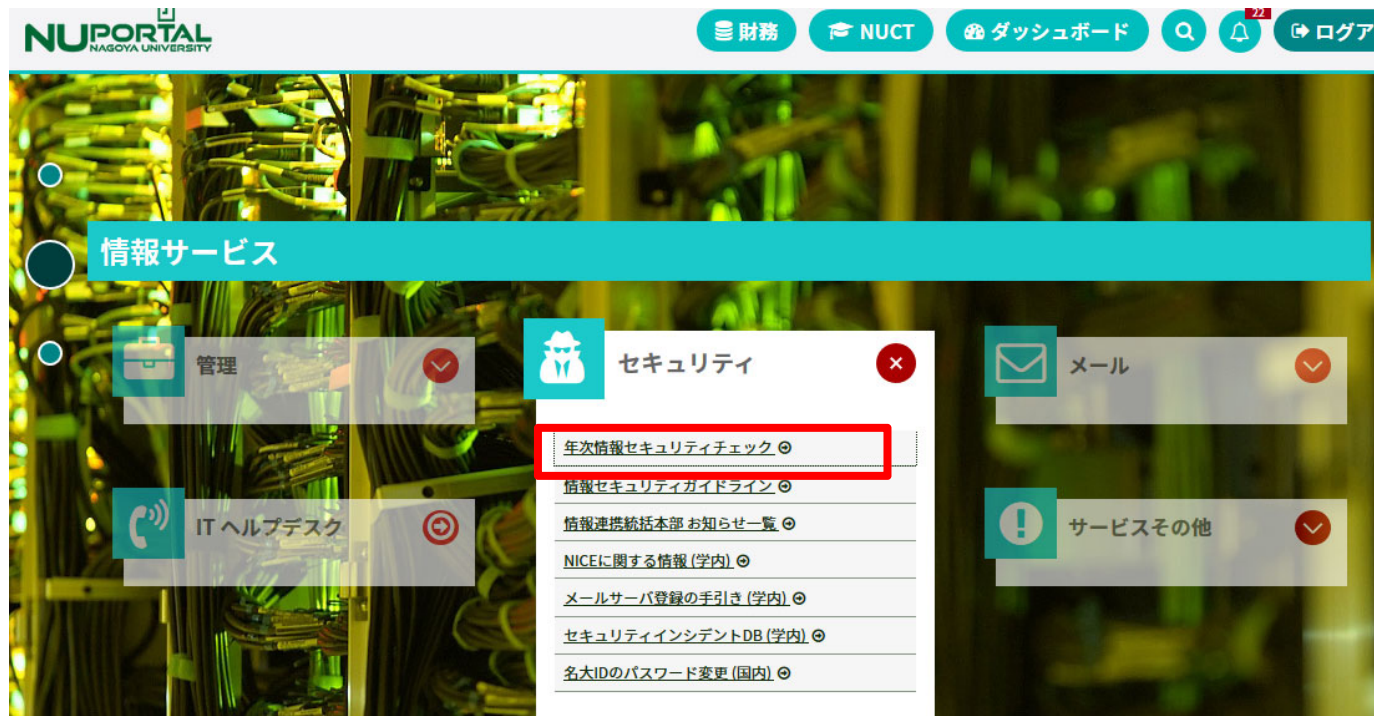 NUPORTAL
NAGOYA UNIVERSITY
財務
NUCT
ダッシュボード
22
ログア
情報サービス
管理
セキュリティ
メール
年次情報セキュリティチェック
情報セキュリティガイドライン
情報連携統括本部 お知らせ一覧
NICEに関する情報 (学内)
メールサーバ登録の手引き (学内)
セキュリティインシデントDB (学内)
名大IDのパスワード変更 (国内)
IT ヘルプデスク
サービスその他